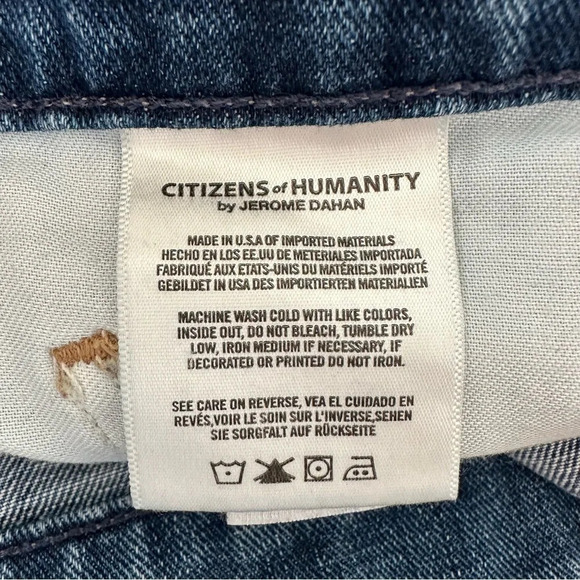 CITIZENS of HUMANITY
by JEROME DAHAN
MADE IN U.S.A OF IMPORTED MATERIALS
HECHO EN LOS EE.UU DE METERIALES IMPORTADA
FABRIQUÉ AUX ETATS-UNIS DU MATÉRIELS IMPORTÉ
GEBILDET IN USA DES IMPORTIERTEN MATERIALIEN
MACHINE WASH COLD WITH LIKE COLORS,
INSIDE OUT, DO NOT BLEACH, TUMBLE DRY
LOW, IRON MEDIUM IF NECESSARY, IF
DECORATED OR PRINTED DO NOT IRON.
SEE CARE ON REVERSE, VEA EL CUIDADO EN
REVÉS,VOIR LE SOIN SUR L'INVERSE,SEHEN
SIE SORGFALT AUF RÜCKSEITE